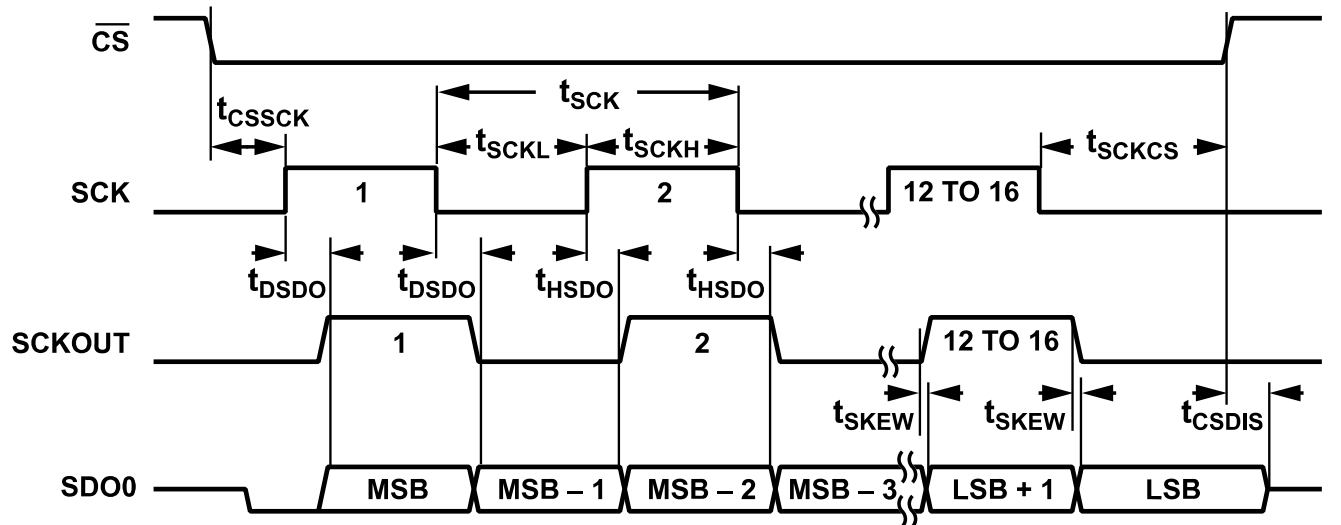 CS
tSCK
tCSSCK
tSCKL tSCKH tSCKCS
SCK 1 2 12 TO 16
tDSDO tDSDO tHSDO tHSDO
SCKOUT 1 2 12 TO 16
tSKEW tSKEW tCSDIS
SDO0 MSB MSB – 1 MSB – 2 MSB – 3 LSB + 1 LSB